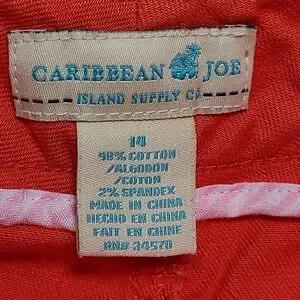 CARIBBEAN JOE
ISLAND SUPPLY CO.
14
98% COTTON
/ALGODON
/COTON
2% SPANDEX
MADE IN CHINA
HECHO EN CHINA
FAIT EN CHINE
RN# 34570